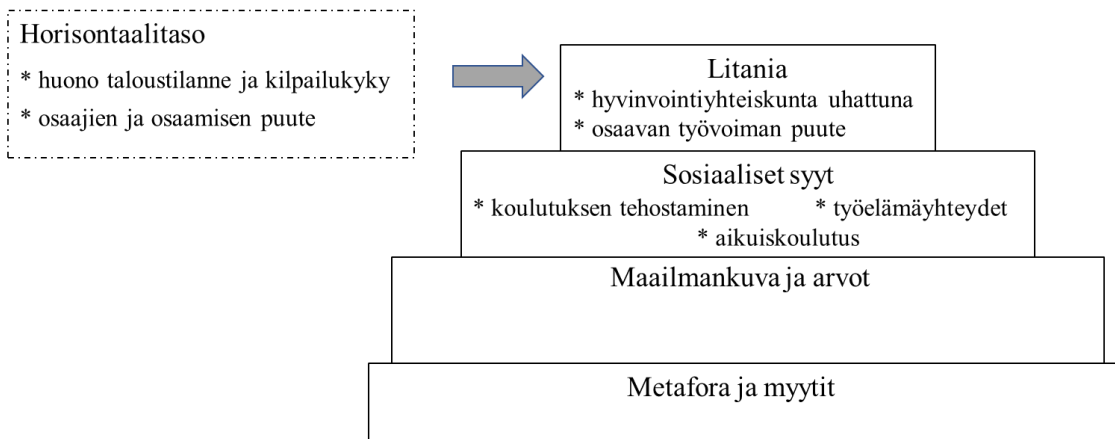 Horisontaalitaso
* huono taloustilanne ja kilpailukyky
* osaajien ja osaamisen puute
Litania
* hyvinvointiyhteiskunta uhattuna
* osaavan työvoiman puute
Sosiaaliset syyt
* koulutuksen tehostaminen * työelämäyhteydet
* aikuiskoulutus
Maailmankuva ja arvot
Metafora ja myytit